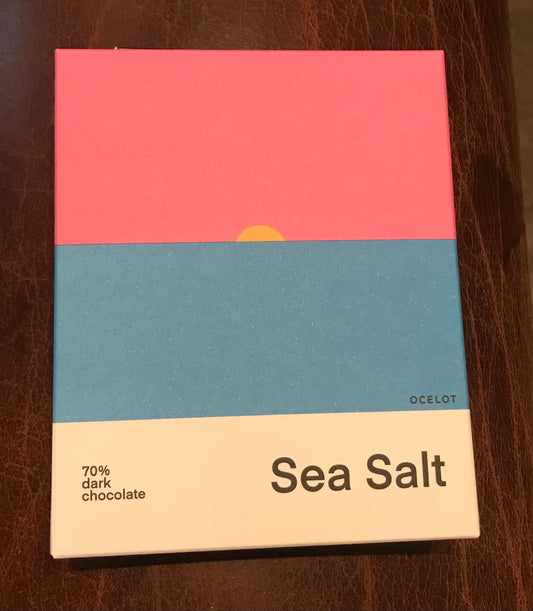 OCELOT
70%
dark
chocolate
Sea Salt